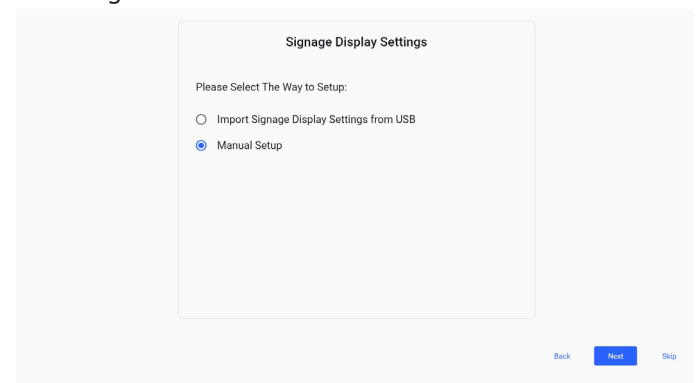 Signage Display Settings
Please Select The Way to Setup:
Import Signage Display Settings from USB
Manual Setup
Back Next Skip